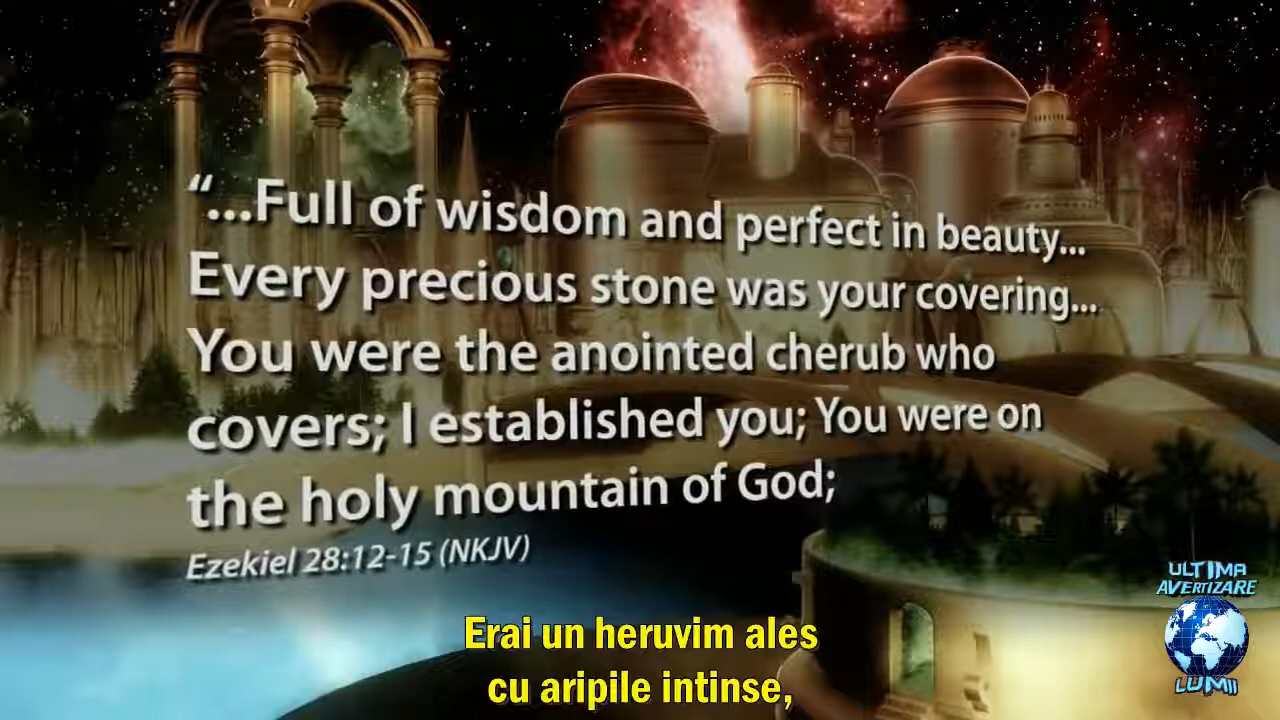 “...Full of wisdom and perfect in beauty...
Every precious stone was your covering...
You were the anointed cherub who
covers; I established you; You were on
the holy mountain of God;
Ezekiel 28:12-15 (NKJV)
Erai un heruvim ales
cu aripile intinse,
ULTIMA
AVERTIZARE
LUMII